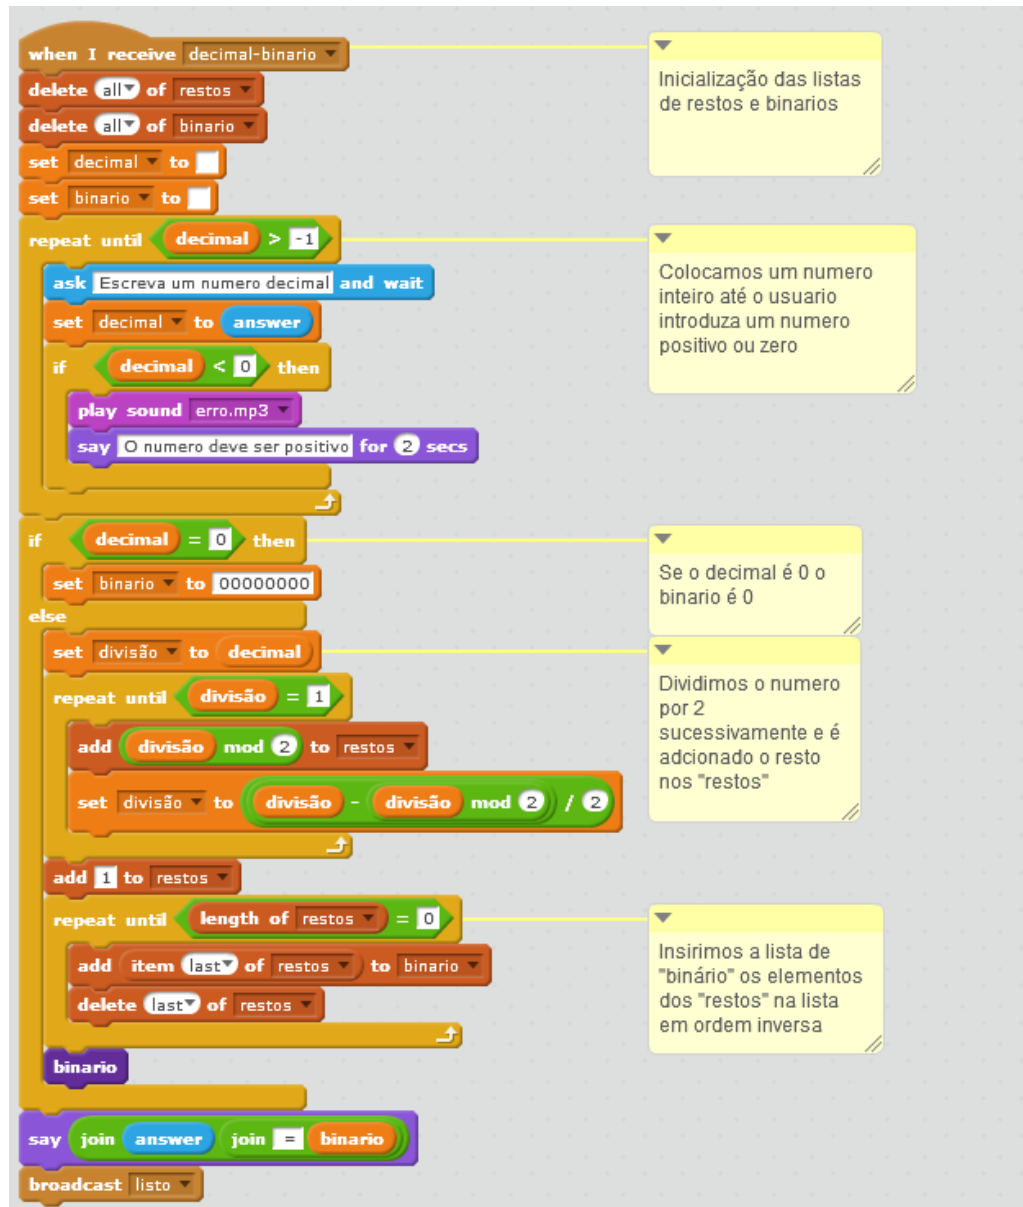 when I receive decimal-binario
Inicialização das listas
de restos e binarios
delete all of restos
delete all of binario
set decimal to
set binario to
repeat until decimal > -1
Colocamos um numero
inteiro até o usuario
introduza um numero
positivo ou zero
ask Escreva um numero decimal and wait
set decimal to answer
if decimal < 0 then
play sound erro.mp3
say O numero deve ser positivo for 2 secs
if decimal = 0 then
Se o decimal é 0 o
binario é 0
set binario to 00000000
else
set divisão to decimal
Dividimos o numero
por 2
sucessivamente e é
adcionado o resto
nos "restos"
repeat until divisão = 1
add divisão mod 2 to restos
set divisão to divisão - divisão mod 2 / 2
add 1 to restos
repeat until length of restos = 0
Insirimos a lista de
"binário" os elementos
dos "restos" na lista
em ordem inversa
add item last of restos to binario
delete last of restos
binario
say join answer join = binario
broadcast listo